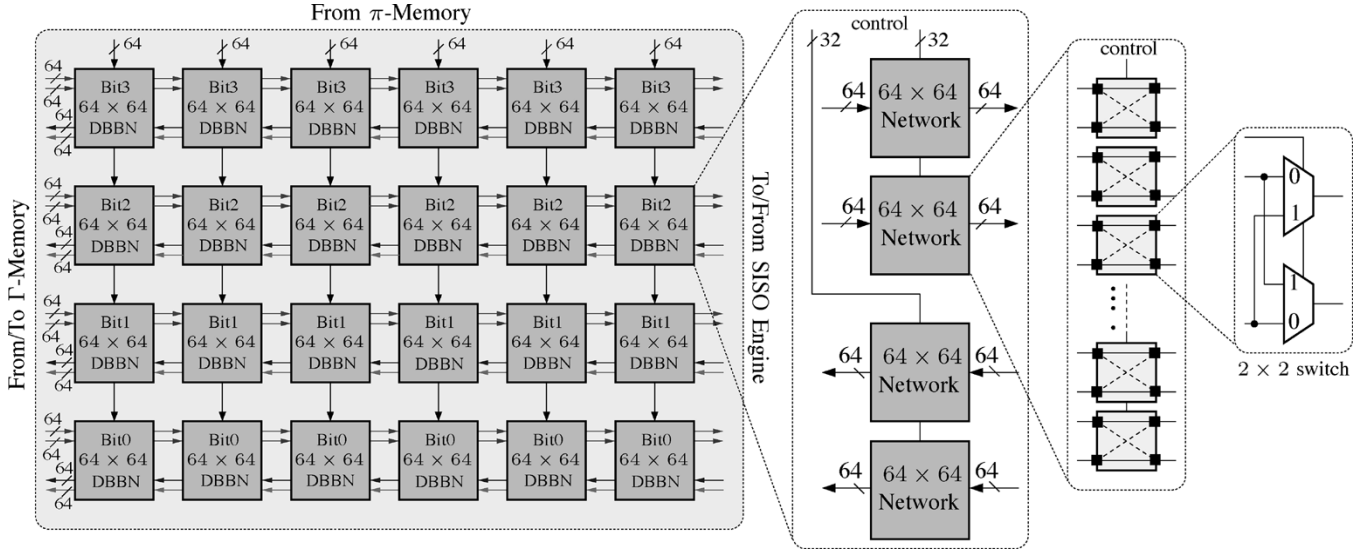 From π-Memory
64 64 64 64 64 64
64
64
Bit3 Bit3 Bit3 Bit3 Bit3 Bit3
64 × 64 64 × 64 64 × 64 64 × 64 64 × 64 64 × 64
DBBN DBBN DBBN DBBN DBBN DBBN
64
64
64
64
Bit2 Bit2 Bit2 Bit2 Bit2 Bit2
64 × 64 64 × 64 64 × 64 64 × 64 64 × 64 64 × 64
DBBN DBBN DBBN DBBN DBBN DBBN
64
64
64
64
Bit1 Bit1 Bit1 Bit1 Bit1 Bit1
64 × 64 64 × 64 64 × 64 64 × 64 64 × 64 64 × 64
DBBN DBBN DBBN DBBN DBBN DBBN
64
64
64
64
Bit0 Bit0 Bit0 Bit0 Bit0 Bit0
64 × 64 64 × 64 64 × 64 64 × 64 64 × 64 64 × 64
DBBN DBBN DBBN DBBN DBBN DBBN
64
64
From/To Γ-Memory
To/From SISO Engine
control
32 32
64 64 × 64 64
Network
64 64 × 64 64
Network
64 64 × 64 64
Network
64 64 × 64 64
Network
control
0
1
1
0
2 × 2 switch